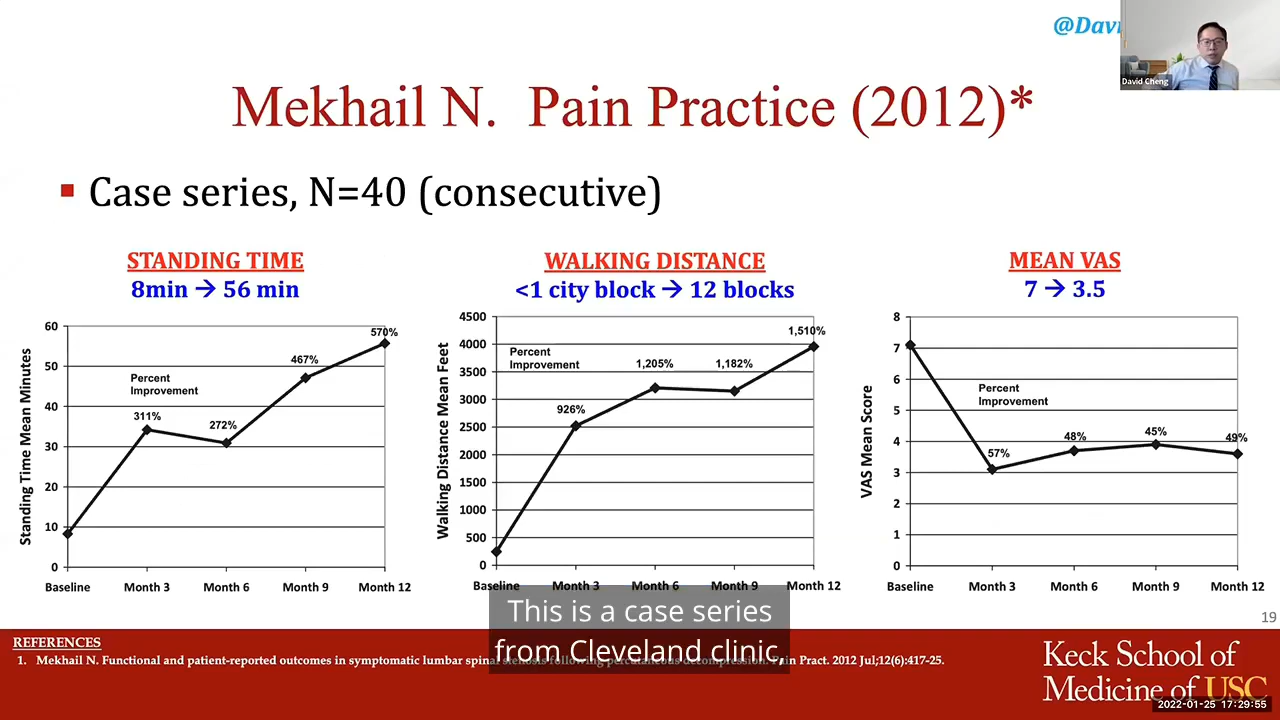 @Davi
David Cheng
Mekhail N. Pain Practice (2012)*
▪ Case series, N=40 (consecutive)
STANDING TIME
8min → 56 min
Standing Time Mean Minutes
60
50
40
30
20
10
0
Percent
Improvement
311%
272%
467%
570%
Baseline Month 3 Month 6 Month 9 Month 12
WALKING DISTANCE
<1 city block → 12 blocks
Walking Distance Mean Feet
4500
4000
3500
3000
2500
2000
1500
1000
500
0
Percent
Improvement
926%
1,205%
1,182%
1,510%
Baseline Month 3 Month 6 Month 9 Month 12
MEAN VAS
7 → 3.5
VAS Mean Score
8
7
6
5
4
3
2
1
0
Percent
Improvement
57%
48%
45%
49%
Baseline Month 3 Month 6 Month 9 Month 12
This is a case series
from Cleveland clinic,
19
REFERENCES
1. Mekhail N. Functional and patient-reported outcomes in symptomatic lumbar spinal stenosis following percutaneous decompression. Pain Pract. 2012 Jul;12(6):417-25.
Keck School of
Medicine of USC
2022-01-25 17:29:55